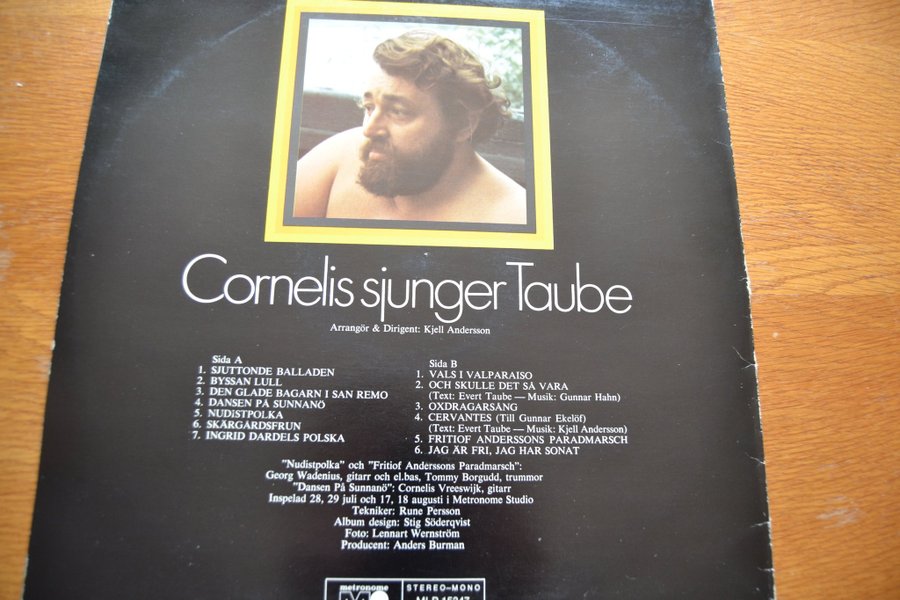 Cornelis sjunger Taube
Arrangör & Dirigent: Kjell Andersson
Sida A
1. SJUTTONDE BALLADEN
2. BYSSAN LULL
3. DEN GLADE BAGARN I SAN REMO
4. DANSEN PÅ SUNNANÖ
5. NUDISTPOLKA
6. SKÄRGÅRDSFRUN
7. INGRID DARDELS POLSKA
Sida B
1. VALS I VALPARAISO
2. OCH SKULLE DET SÅ VARA
(Text: Evert Taube — Musik: Gunnar Hahn)
3. OXDRAGARSÅNG
4. CERVANTES (Till Gunnar Ekelöf)
(Text: Evert Taube — Musik: Kjell Andersson)
5. FRITIOF ANDERSSONS PARADMARSCH
6. JAG ÄR FRI, JAG HAR SONAT
"Nudistpolka" och "Fritiof Anderssons Paradmarsch":
Georg Wadenius, gitarr och el.bas, Tommy Borgudd, trummor
"Dansen På Sunnanö": Cornelis Vreeswijk, gitarr
Inspelad 28, 29 juli och 17, 18 augusti i Metronome Studio
Tekniker: Rune Persson
Album design: Stig Söderqvist
Foto: Lennart Wernström
Producent: Anders Burman
metronome
STEREO-MONO
MLP 15347